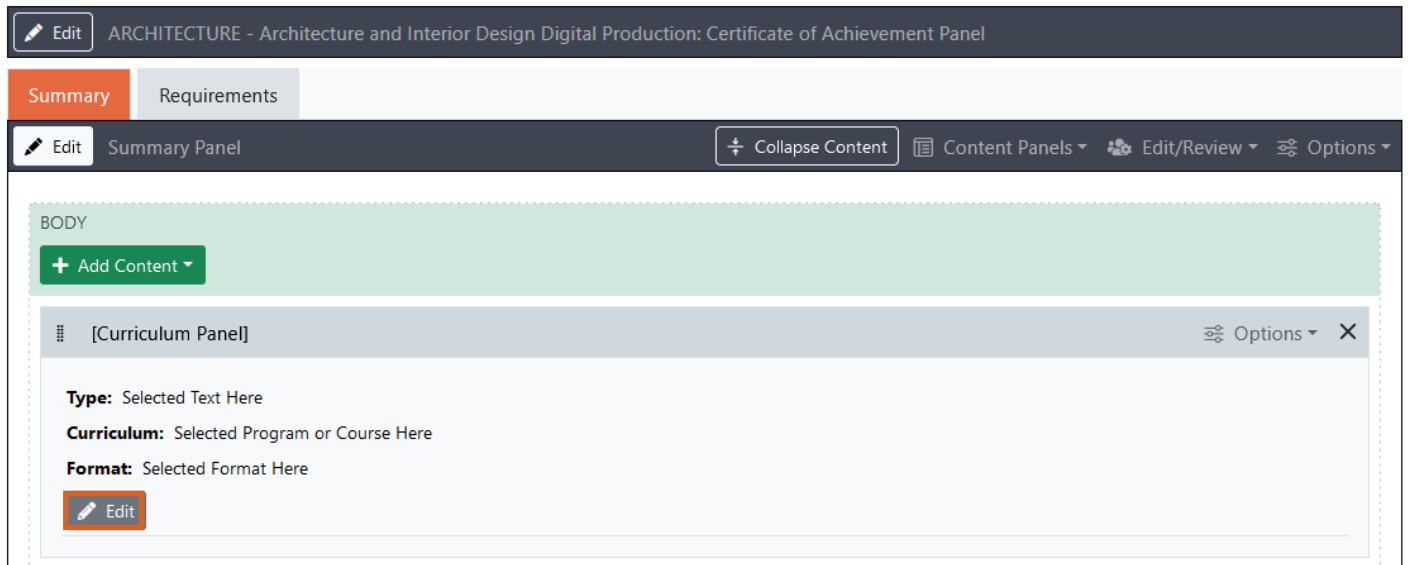 Edit ARCHITECTURE - Architecture and Interior Design Digital Production: Certificate of Achievement Panel
Summary Requirements
Edit Summary Panel Collapse Content Content Panels Edit/Review Options
BODY
Add Content
[Curriculum Panel] Options
Type: Selected Text Here
Curriculum: Selected Program or Course Here
Format: Selected Format Here
Edit